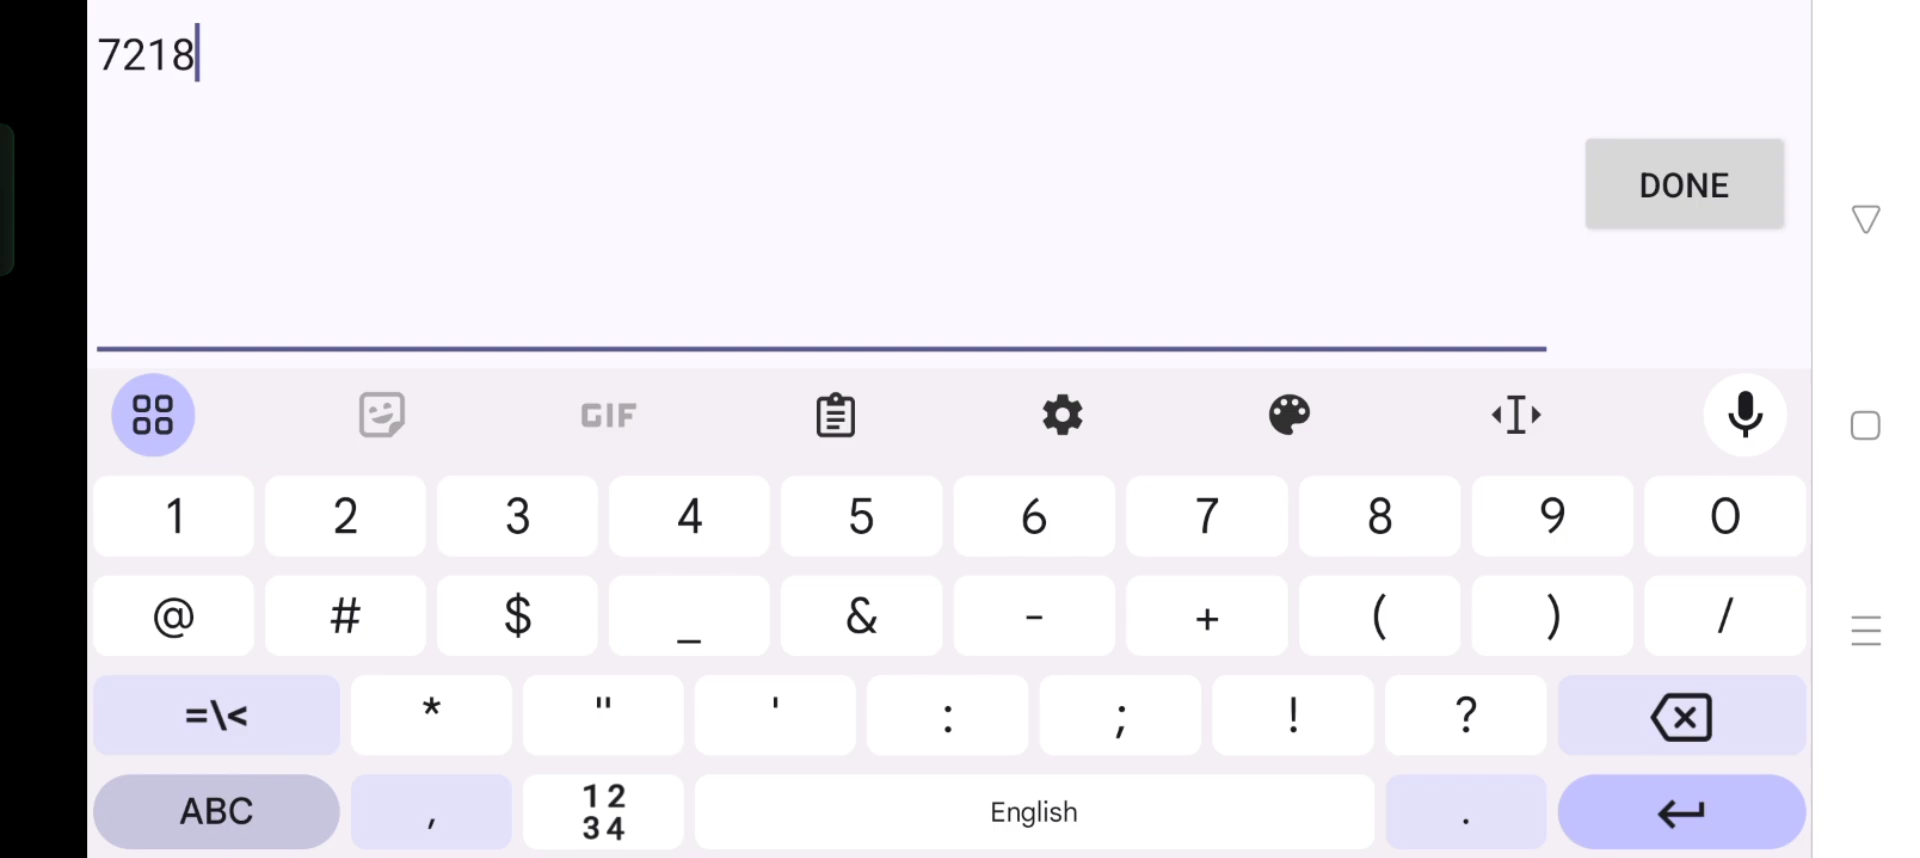 7218
DONE
GIF
1 2 3 4 5 6 7 8 9 0
@ # $ _ & - + ( ) /
=\< * " ' : ; ! ?
ABC , 12 34 English .